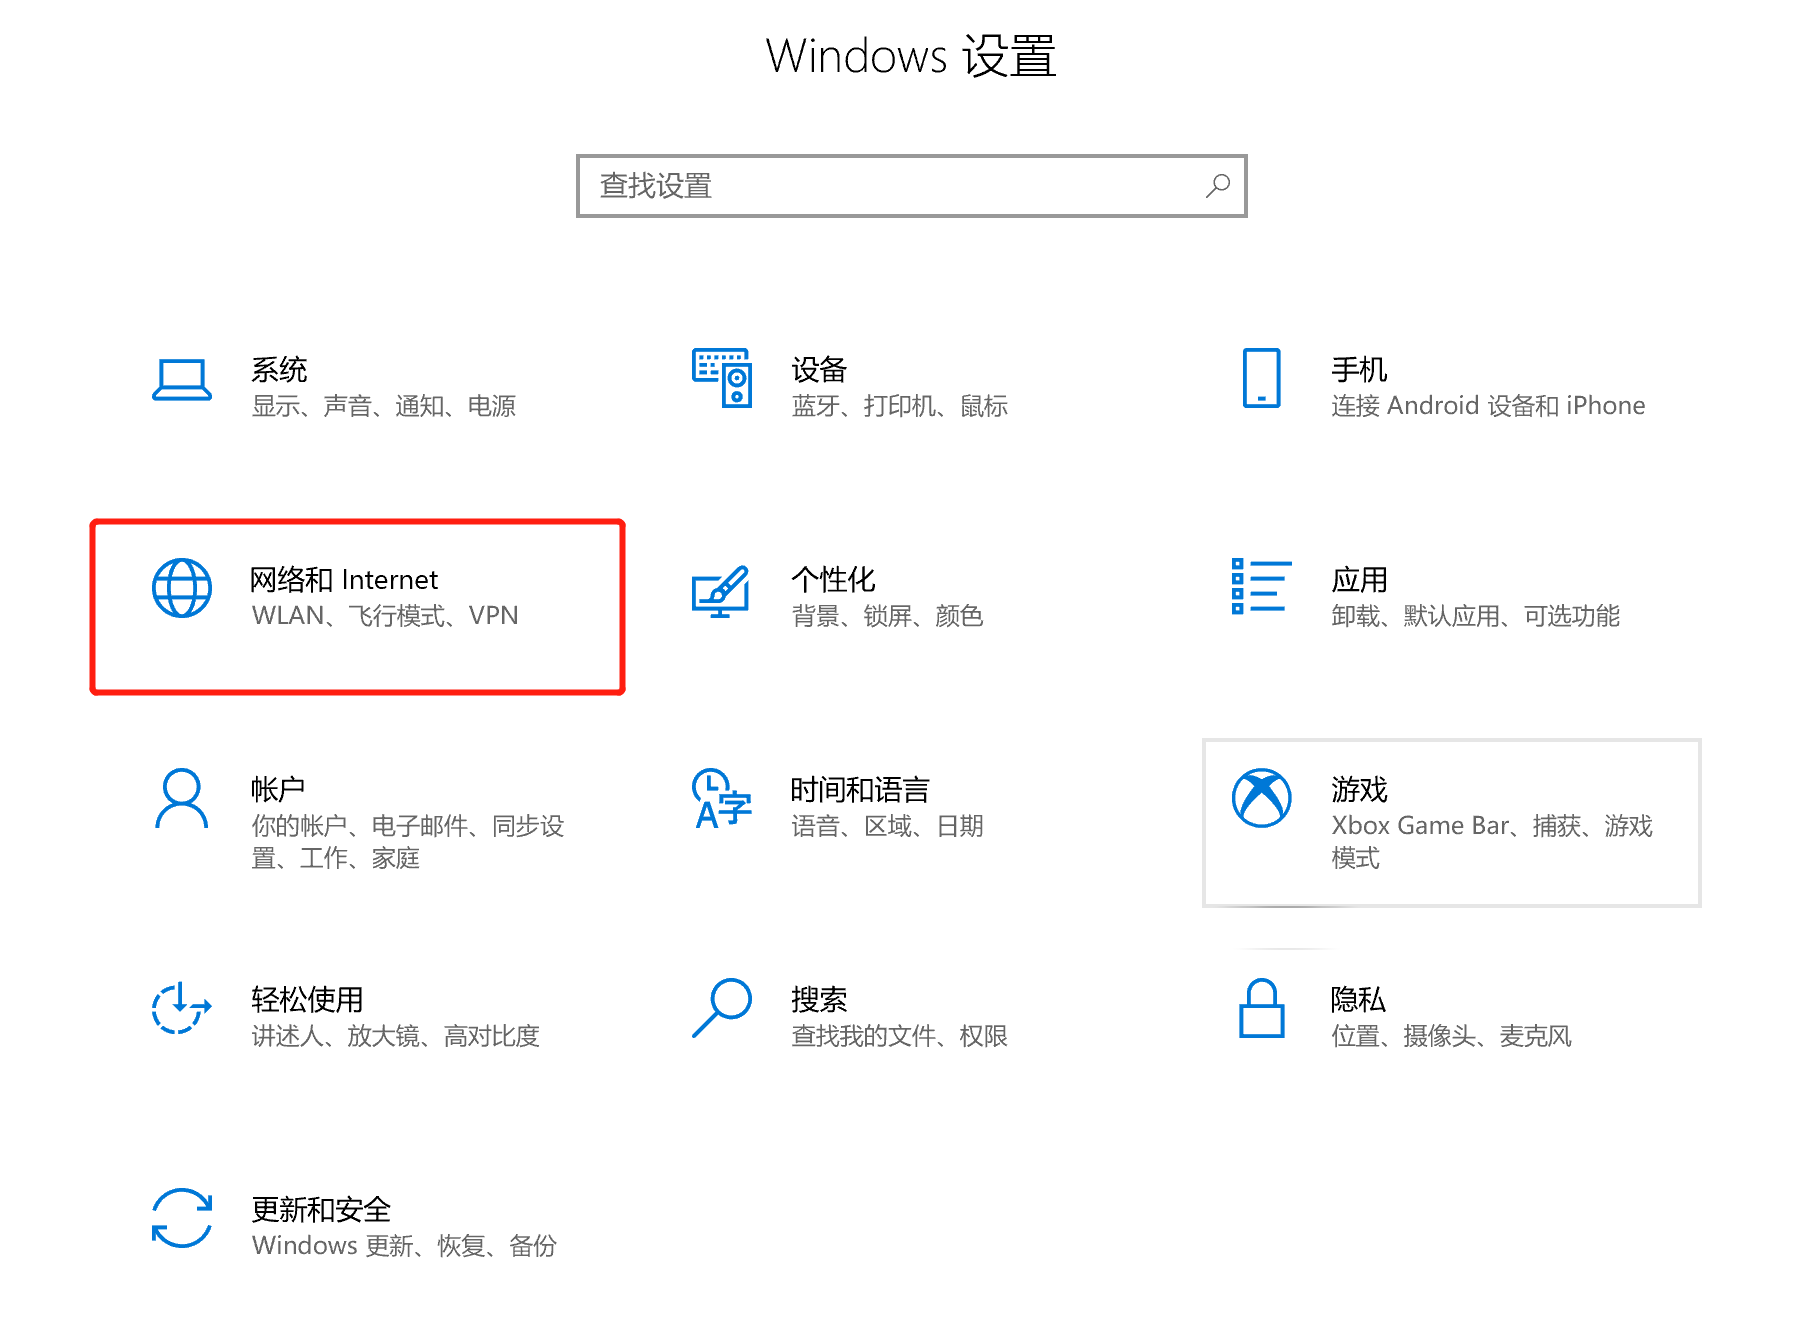 Windows 设置
查找设置
系统
显示、声音、通知、电源
设备
蓝牙、打印机、鼠标
手机
连接 Android 设备和 iPhone
网络和 Internet
WLAN、飞行模式、VPN
个性化
背景、锁屏、颜色
应用
卸载、默认应用、可选功能
帐户
你的帐户、电子邮件、同步设
置、工作、家庭
时间和语言
语音、区域、日期
游戏
Xbox Game Bar、捕获、游戏
模式
轻松使用
讲述人、放大镜、高对比度
搜索
查找我的文件、权限
隐私
位置、摄像头、麦克风
更新和安全
Windows 更新、恢复、备份